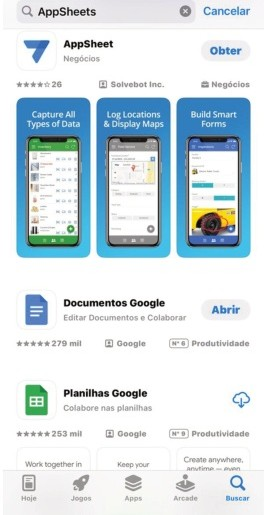 AppSheets
Cancelar
AppSheet
Negócios
Obter
★★★★☆ 26
Solvebot Inc.
Negócios
Capture All
Types of Data
Log Locations
& Display Maps
Build Smart
Forms
Documentos Google
Editar Documentos e Colaborar
Abrir
★★★★★ 279 mil
Google
Nº 6 Produtividade
Planilhas Google
Colabore nas planilhas
★★★★★ 253 mil
Google
Nº 9 Produtividade
Work together in
Keep your
Create anywhere,
anytime — even
Hoje
Jogos
Apps
Arcade
Buscar